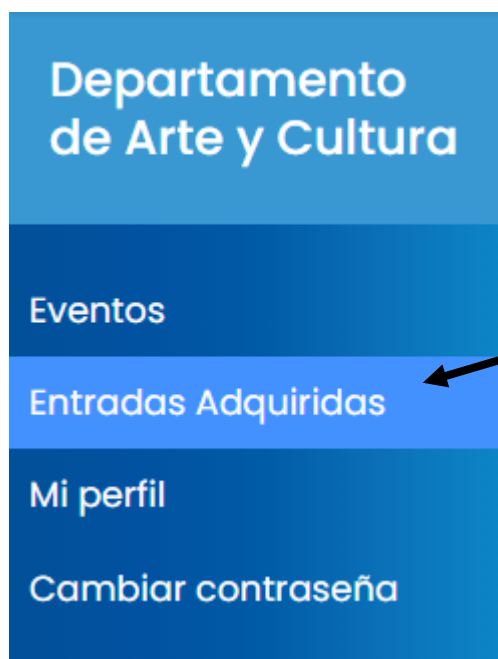 Departamento
de Arte y Cultura
Eventos
Entradas Adquiridas
Mi perfil
Cambiar contraseña